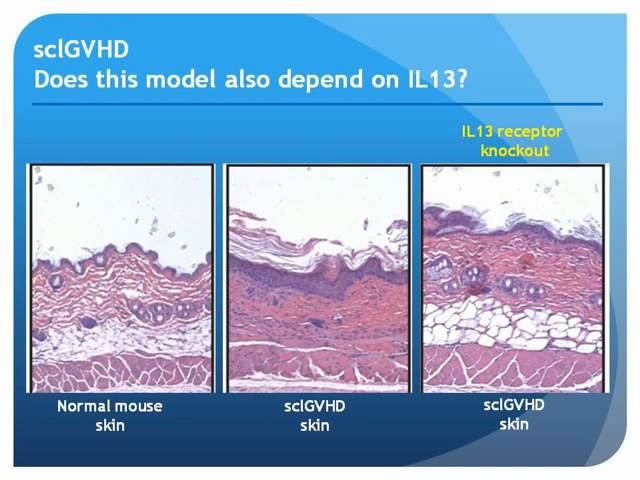 sclGVHD
Does this model also depend on IL13?
IL13 receptor
knockout
Normal mouse
skin
sclGVHD
skin
sclGVHD
skin